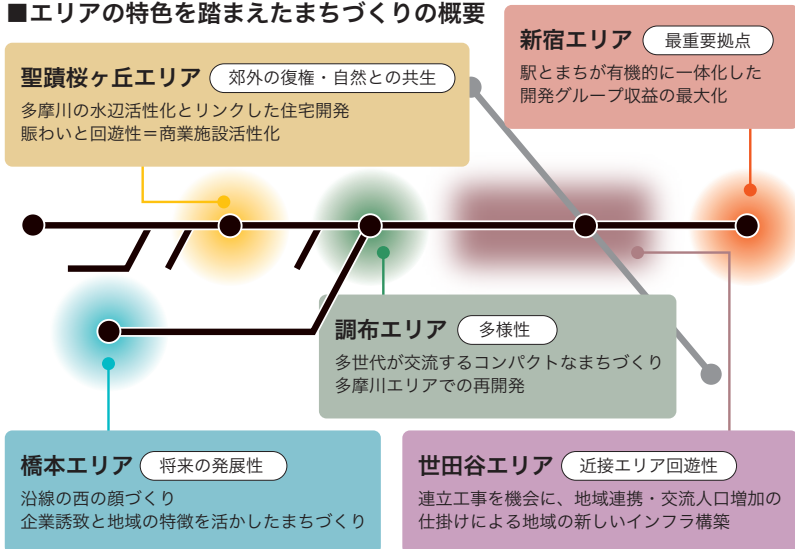 ■エリアの特色を踏まえたまちづくりの概要
新宿エリア 最重要拠点
駅とまちが有機的に一体化した
開発グループ収益の最大化
聖蹟桜ヶ丘エリア 郊外の復権・自然との共生
多摩川の水辺活性化とリンクした住宅開発
賑わいと回遊性＝商業施設活性化
調布エリア 多様性
多世代が交流するコンパクトなまちづくり
多摩川エリアでの再開発
橋本エリア 将来の発展性
沿線の西の顔づくり
企業誘致と地域の特徴を活かしたまちづくり
世田谷エリア 近接エリア回遊性
連立工事を機会に、地域連携・交流人口増加の
仕掛けによる地域の新しいインフラ構築